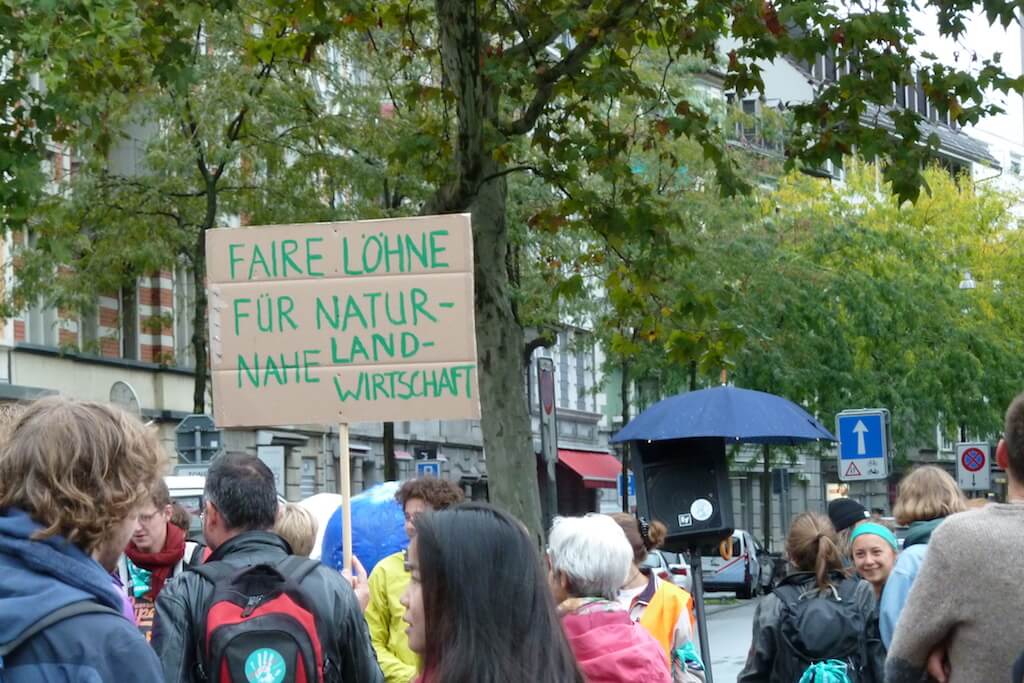 FAIRE LÖHNE
FÜR NATUR-
NAHE LAND-
WIRTSCHAFT